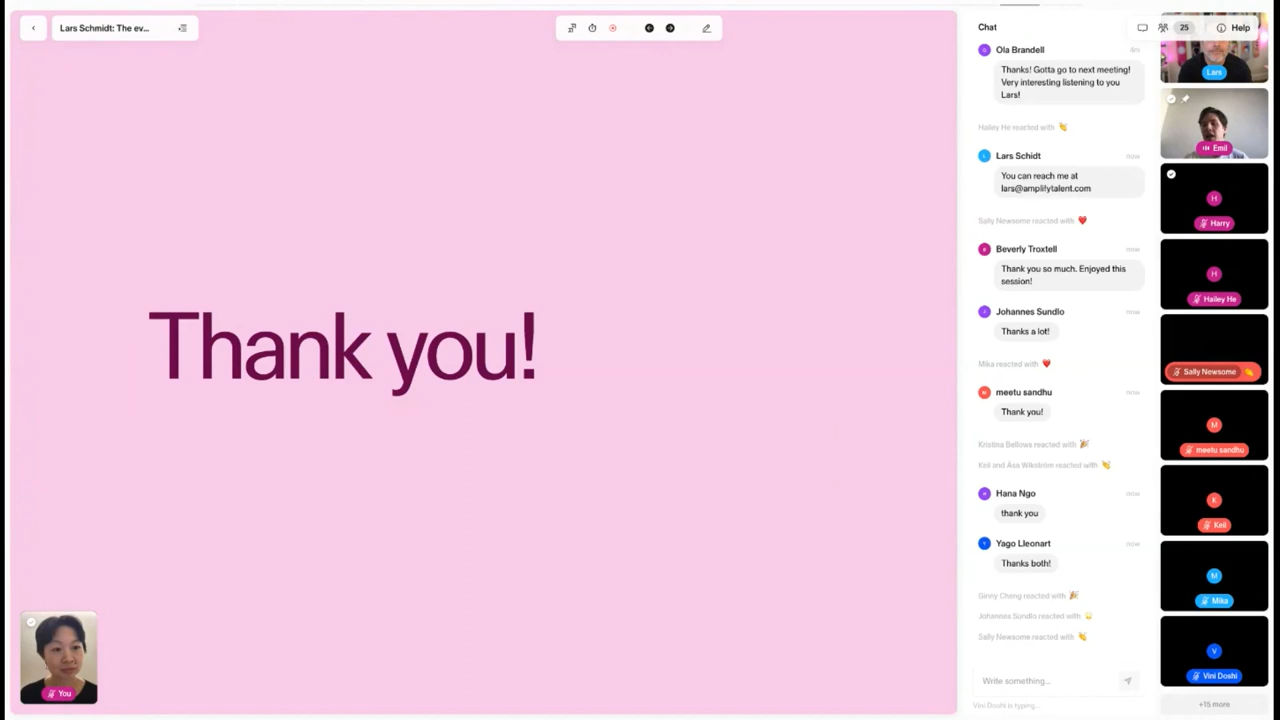 Lars Schmidt: The ev...
Thank you!
You
Chat
25
Help
Ola Brandell
4m
Thanks! Gotta go to next meeting!
Very interesting listening to you
Lars!
Hailey He reacted with 👏
Lars Schidt
now
You can reach me at
lars@amplifytalent.com
Sally Newsome reacted with ❤️
Beverly Troxtell
now
Thank you so much. Enjoyed this
session!
Johannes Sundlo
now
Thanks a lot!
Mika reacted with ❤️
meetu sandhu
now
Thank you!
Kristina Bellows reacted with 🎉
Keil and Åsa Wikström reacted with 👏
Hana Ngo
now
thank you
Yago Lleonart
now
Thanks both!
Ginny Cheng reacted with 🎉
Johannes Sundlo reacted with
Sally Newsome reacted with 👏
Write something...
Vini Doshi is typing...
Lars
Emil
H
Harry
H
Hailey He
Sally Newsome
M
meetu sandhu
K
Keil
M
Mika
V
Vini Doshi
+15 more